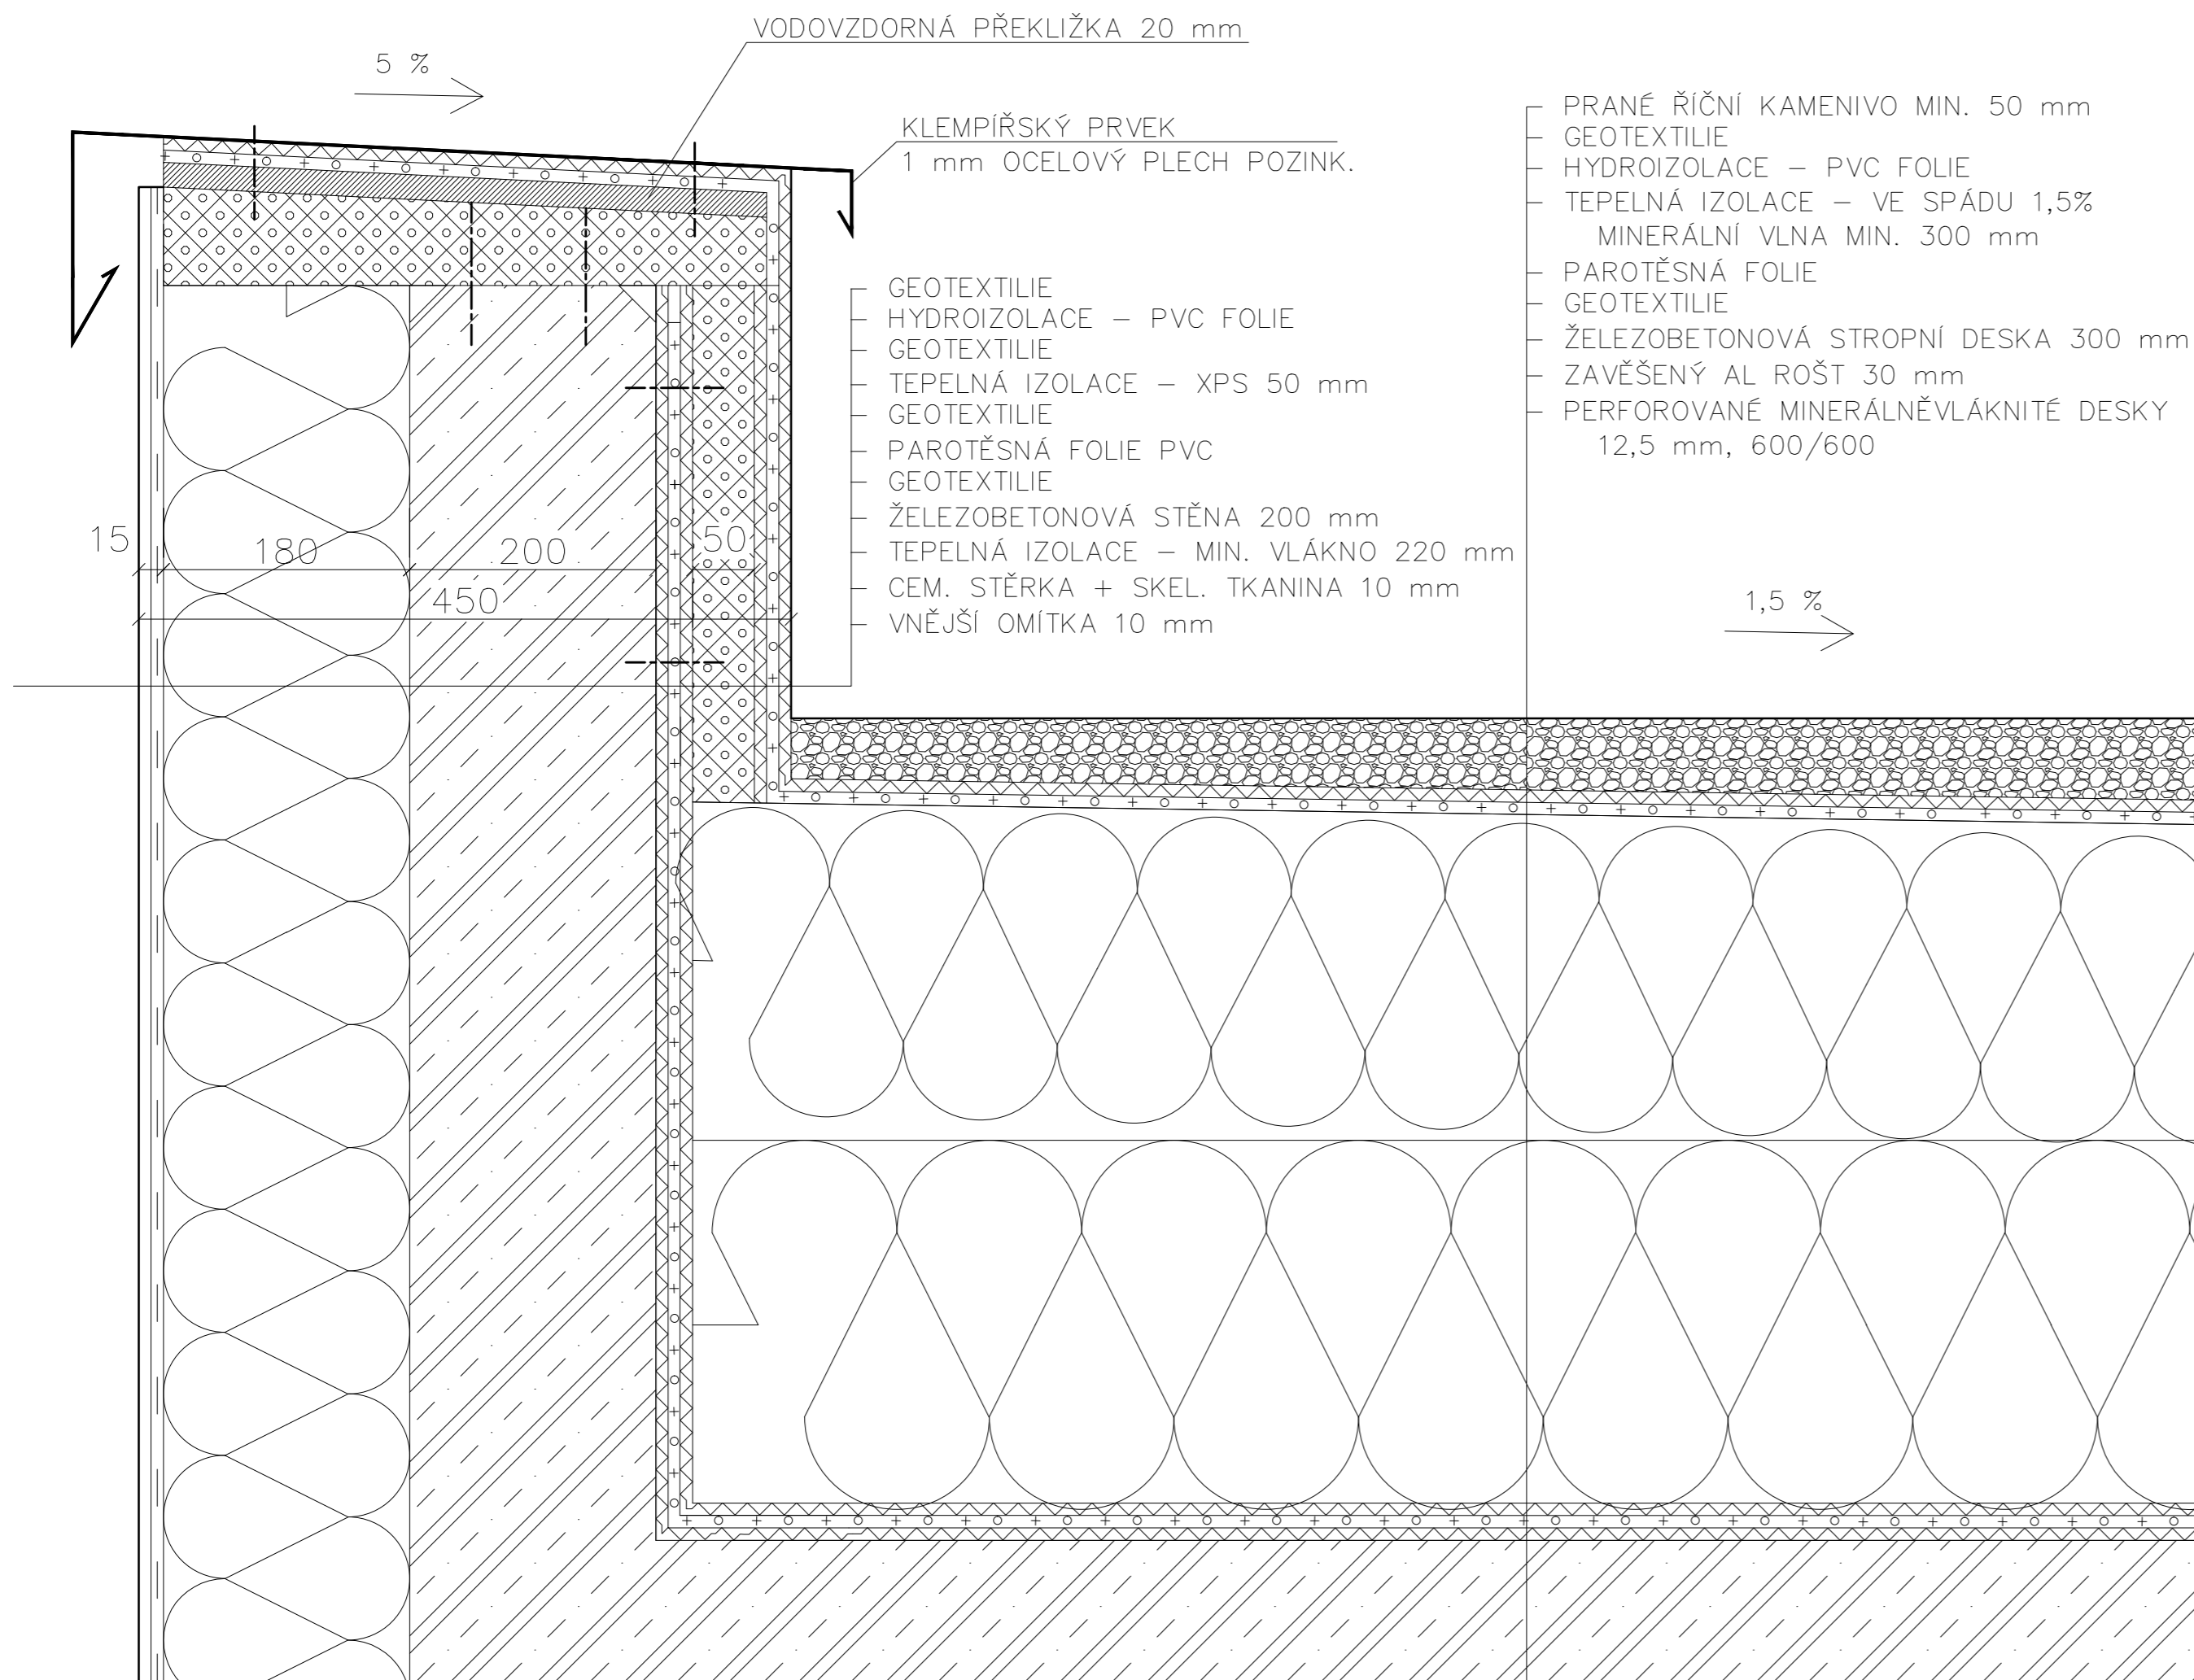 VODOVZDORNÁ PŘEKLIŽKA 20 mm
5 %
KLEMPÍŘSKÝ PRVEK
1 mm OCELOVÝ PLECH POZINK.
PRANÉ ŘÍČNÍ KAMENIVO MIN. 50 mm
GEOTEXTILIE
HYDROIZOLACE – PVC FOLIE
TEPELNÁ IZOLACE – VE SPÁDU 1,5%
MINERÁLNÍ VLNA MIN. 300 mm
PAROTĚSNÁ FOLIE
GEOTEXTILIE
ŽELEZOBETONOVÁ STROPNÍ DESKA 300 mm
ZAVĚŠENÝ AL ROŠT 30 mm
PERFOROVANÉ MINERÁLNĚVLÁKNITÉ DESKY
12,5 mm, 600/600
GEOTEXTILIE
HYDROIZOLACE – PVC FOLIE
GEOTEXTILIE
TEPELNÁ IZOLACE – XPS 50 mm
GEOTEXTILIE
PAROTĚSNÁ FOLIE PVC
GEOTEXTILIE
ŽELEZOBETONOVÁ STĚNA 200 mm
TEPELNÁ IZOLACE – MIN. VLÁKNO 220 mm
CEM. STĚRKA + SKEL. TKANINA 10 mm
VNĚJŠÍ OMÍTKA 10 mm
15 180 200 50
450
1,5 %